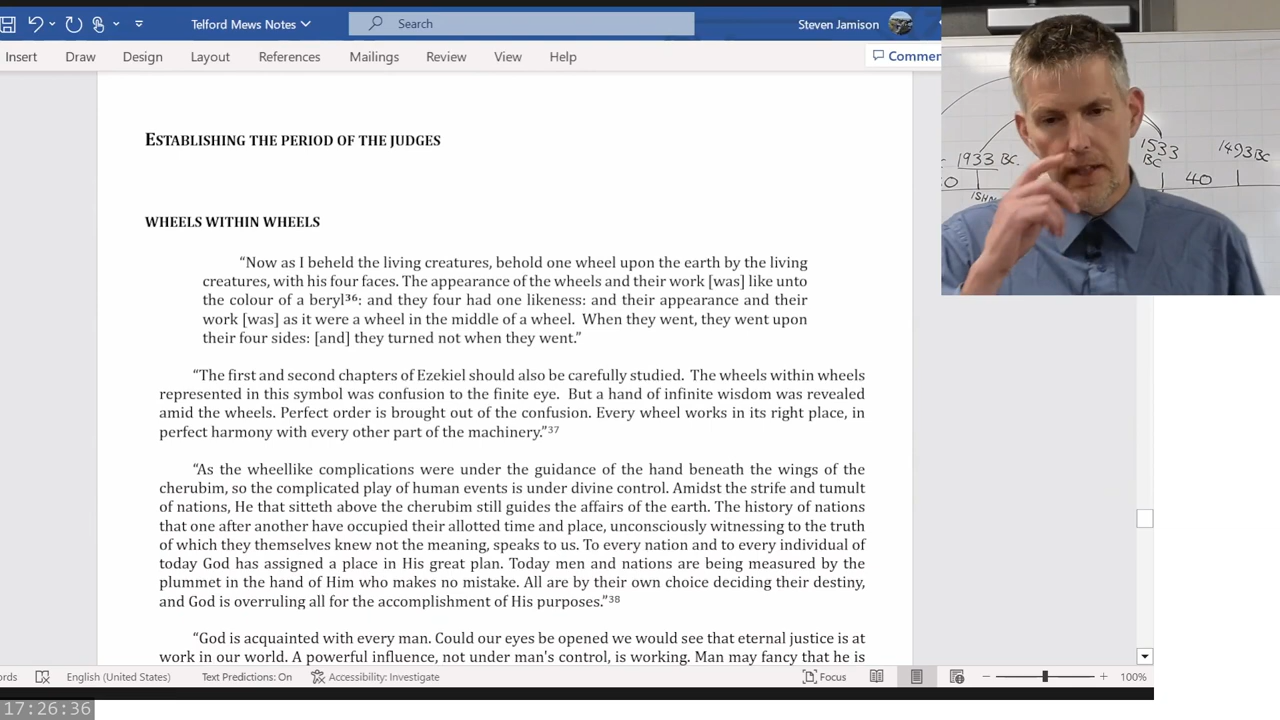 Telford Mews Notes
Search
Steven Jamison
Insert Draw Design Layout References Mailings Review View Help
Commen
ESTABLISHING THE PERIOD OF THE JUDGES
WHEELS WITHIN WHEELS
“Now as I beheld the living creatures, behold one wheel upon the earth by the living
creatures, with his four faces. The appearance of the wheels and their work [was] like unto
the colour of a beryl³⁶: and they four had one likeness: and their appearance and their
work [was] as it were a wheel in the middle of a wheel. When they went, they went upon
their four sides: [and] they turned not when they went.”
“The first and second chapters of Ezekiel should also be carefully studied. The wheels within wheels
represented in this symbol was confusion to the finite eye. But a hand of infinite wisdom was revealed
amid the wheels. Perfect order is brought out of the confusion. Every wheel works in its right place, in
perfect harmony with every other part of the machinery.”³⁷
“As the wheellike complications were under the guidance of the hand beneath the wings of the
cherubim, so the complicated play of human events is under divine control. Amidst the strife and tumult
of nations, He that sitteth above the cherubim still guides the affairs of the earth. The history of nations
that one after another have occupied their allotted time and place, unconsciously witnessing to the truth
of which they themselves knew not the meaning, speaks to us. To every nation and to every individual of
today God has assigned a place in His great plan. Today men and nations are being measured by the
plummet in the hand of Him who makes no mistake. All are by their own choice deciding their destiny,
and God is overruling all for the accomplishment of His purposes.”³⁸
“God is acquainted with every man. Could our eyes be opened we would see that eternal justice is at
work in our world. A powerful influence, not under man's control, is working. Man may fancy that he is
1933 BC.
1533
BC
1493BC
40
ords English (United States) Text Predictions: On Accessibility: Investigate Focus 100%
17:26:36